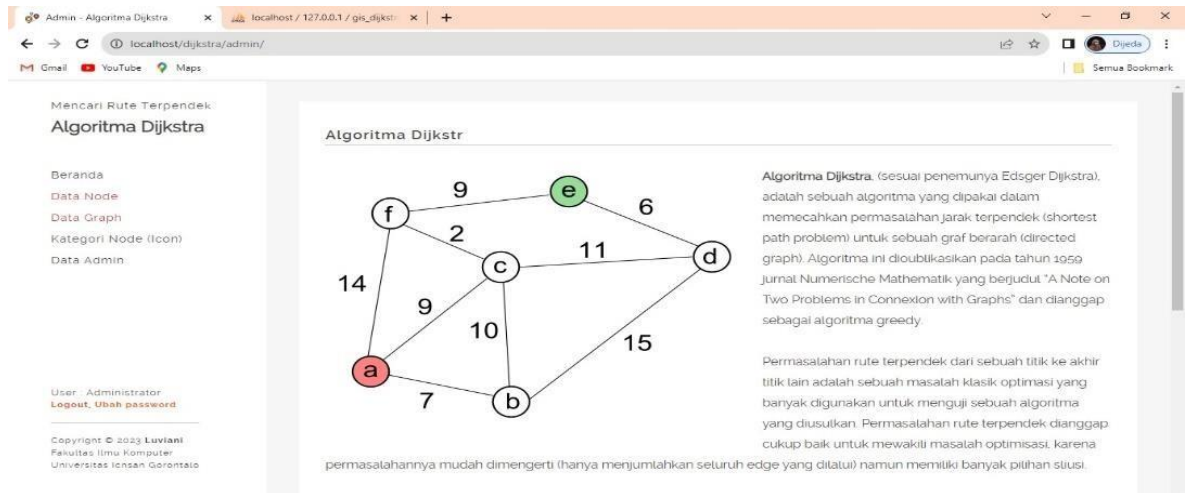 Admin - Algoritma Dijkstra
localhost / 127.0.0.1 / gis_dijkstr
localhost/dijkstra/admin/
Dijeda
Gmail
YouTube
Maps
Semua Bookmark
Mencari Rute Terpendek
Algoritma Dijkstra
Beranda
Data Node
Data Graph
Kategori Node (Icon)
Data Admin
User : Administrator
Logout, Ubah password
Copyright © 2023 Luviani
Fakultas Ilmu Komputer
Universitas Ichsan Gorontalo
Algoritma Dijkstr
9
e
6
f
2
11
c
d
14
9
10
15
a
7
b
Algoritma Dijkstra, (sesuai penemunya Edsger Dijkstra),
adalah sebuah algoritma yang dipakai dalam
memecahkan permasalahan jarak terpendek (shortest
path problem) untuk sebuah graf berarah (directed
graph). Algoritma ini dioublikasikan pada tahun 1959
jurnal Numerische Mathematik yang berjudul "A Note on
Two Problems in Connexion with Graphs" dan dianggap
sebagai algoritma greedy.
Permasalahan rute terpendek dari sebuah titik ke akhir
titik lain adalah sebuah masalah klasik optimasi yang
banyak digunakan untuk menguji sebuah algoritma
yang diusulkan. Permasalahan rute terpendek dianggap
cukup baik untuk mewakili masalah optimisasi, karena
permasalahannya mudah dimengerti (hanya menjumlahkan seluruh edge yang dilalui) namun memiliki banyak pilihan sliusi.